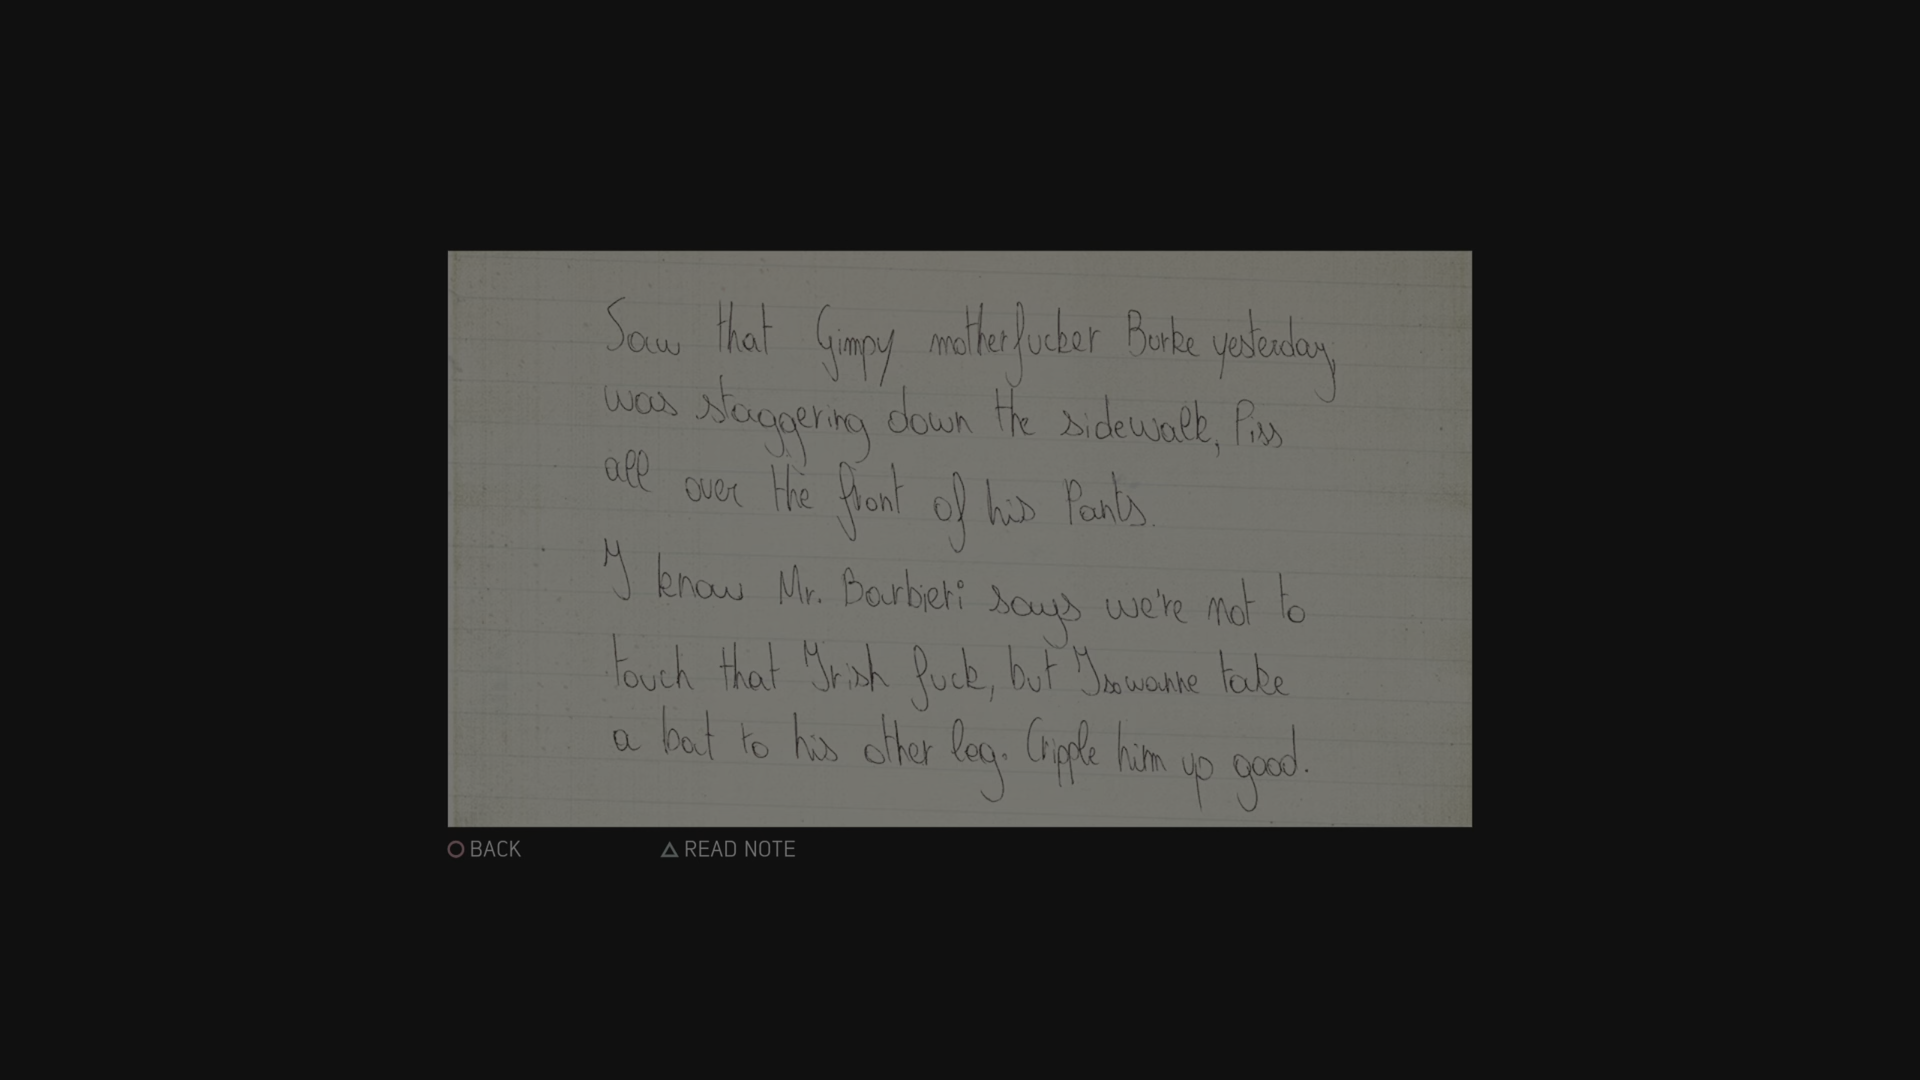 Saw that Gimpy motherfucker Burke yesterday,
was staggering down the sidewalk, Piss
all over the front of his Pants.
I know Mr. Barbieri says we're not to
touch that Irish fuck, but I so wanne take
a bat to his other leg. Cripple him up good.
BACK READ NOTE